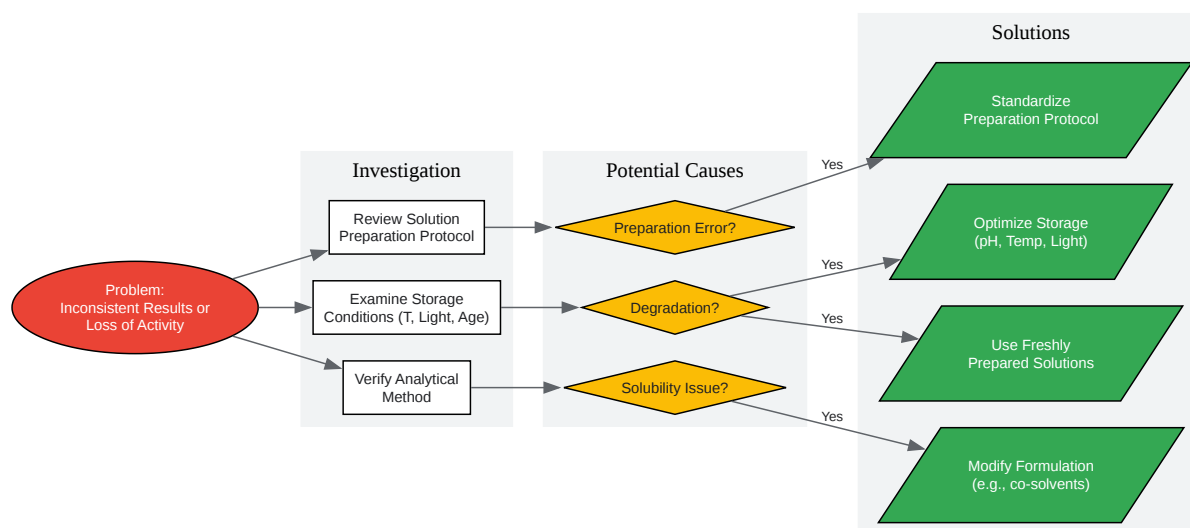 Problem:
Inconsistent Results or
Loss of Activity
Investigation
Review Solution
Preparation Protocol
Examine Storage
Conditions (T, Light, Age)
Verify Analytical
Method
Potential Causes
Preparation Error?
Degradation?
Solubility Issue?
Yes
Yes
Yes
Yes
Solutions
Standardize
Preparation Protocol
Optimize Storage
(pH, Temp, Light)
Use Freshly
Prepared Solutions
Modify Formulation
(e.g., co-solvents)